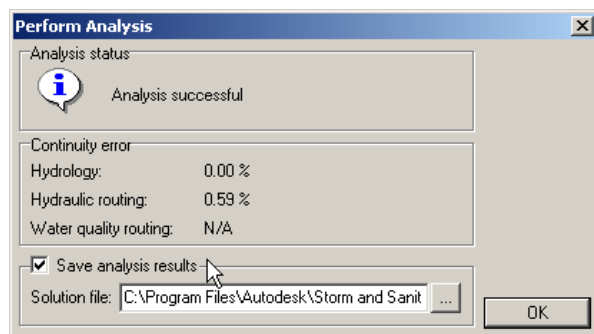 Perform Analysis
Analysis status
Analysis successful
Continuity error
Hydrology: 0.00 %
Hydraulic routing: 0.59 %
Water quality routing: N/A
Save analysis results
Solution file: C:\Program Files\Autodesk\Storm and Sanit ...
OK